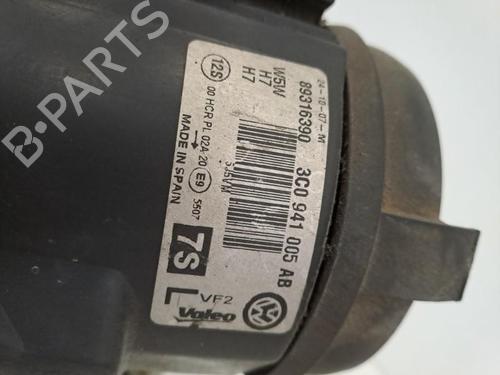 24-10-07-M
89316390
3C0 941 005 AB
W5W
H7
H7
12S
00 HCR PL 02A 20
E9
5507
MADE IN SPAIN
7S
L
VF2
Valeo
B-PARTS